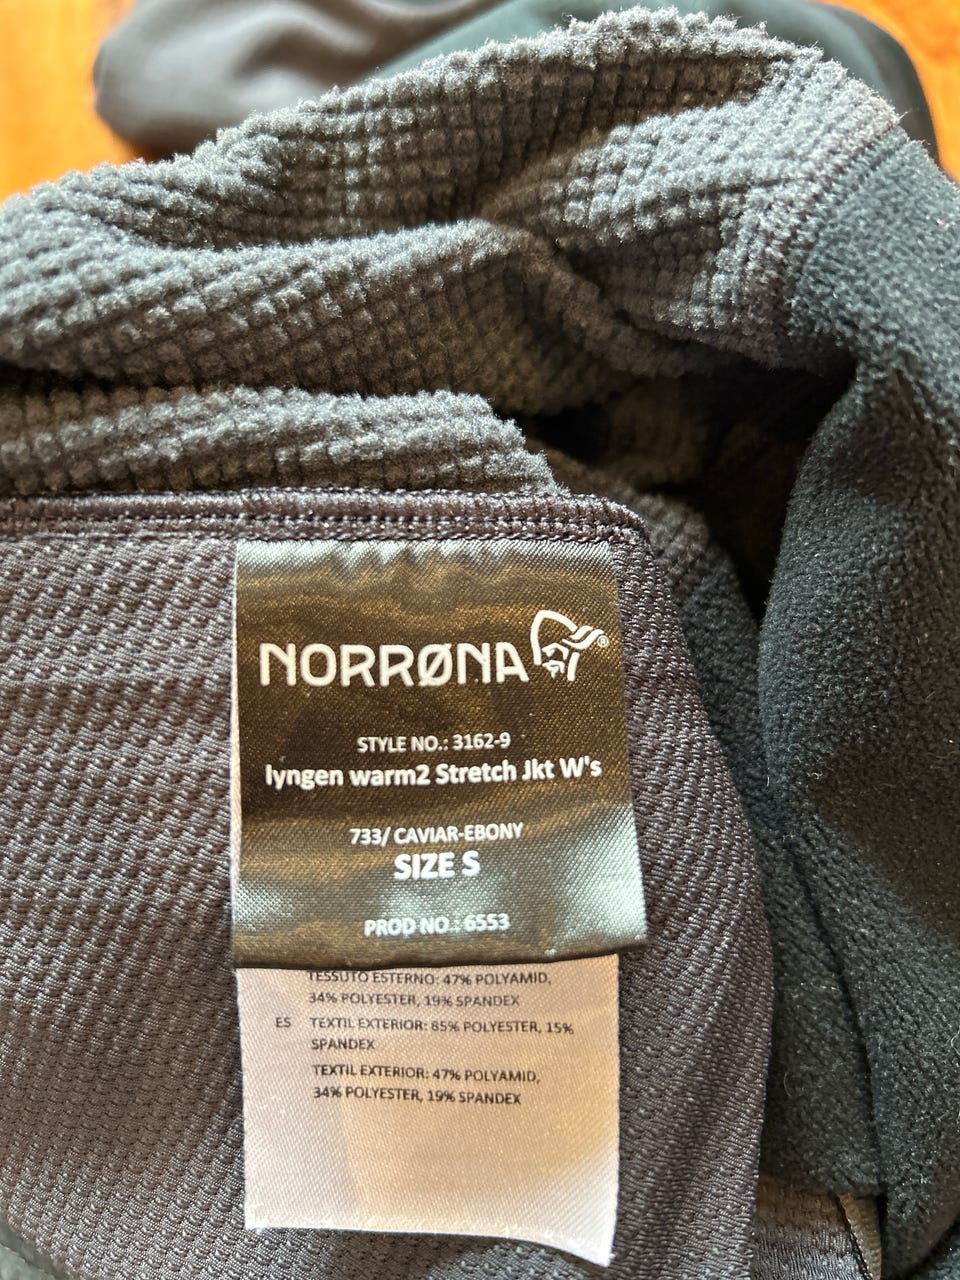 NORRØNA®
STYLE NO.: 3162-9
lyngen warm2 Stretch Jkt W's
733/ CAVIAR-EBONY
SIZE S
PROD NO.: 6553
TESSUTO ESTERNO: 47% POLYAMID,
34% POLYESTER, 19% SPANDEX
ES TEXTIL EXTERIOR: 85% POLYESTER, 15%
SPANDEX
TEXTIL EXTERIOR: 47% POLYAMID,
34% POLYESTER, 19% SPANDEX